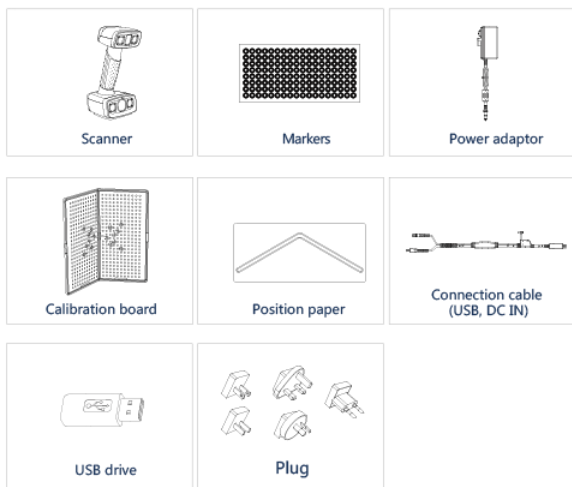 Scanner
Markers
Power adaptor
Calibration board
Position paper
Connection cable
(USB, DC IN)
USB drive
Plug